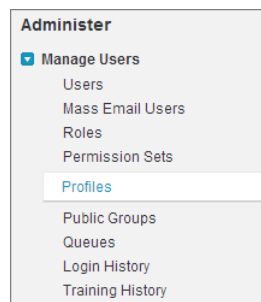 Administer
Manage Users
Users
Mass Email Users
Roles
Permission Sets
Profiles
Public Groups
Queues
Login History
Training History